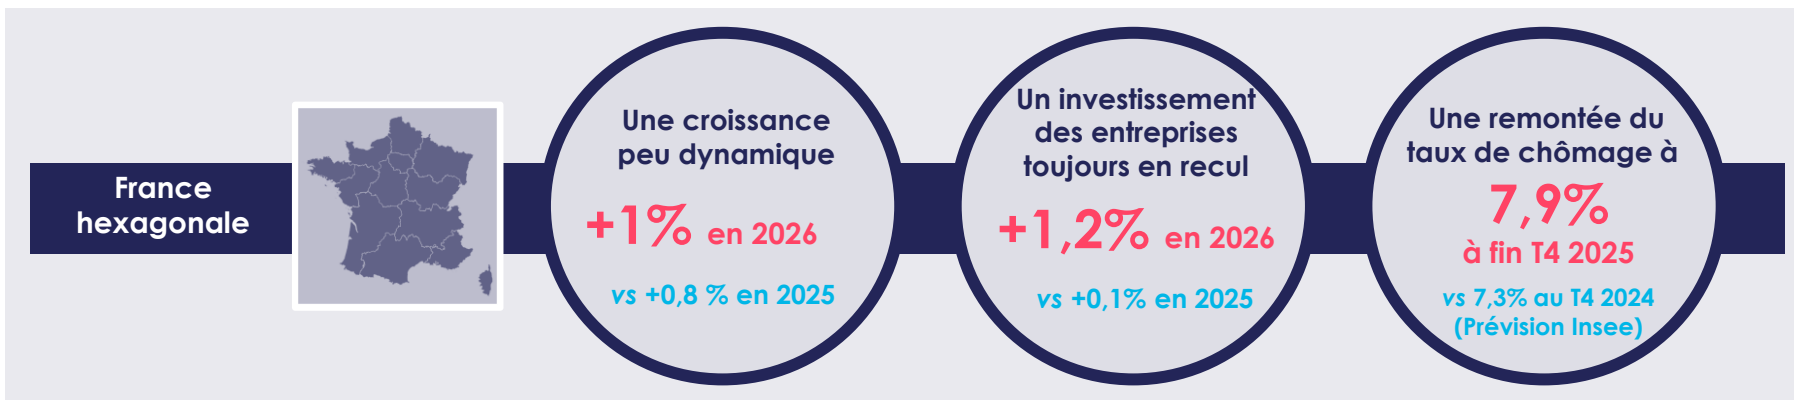 France
hexagonale
Une croissance
peu dynamique
+1% en 2026
vs +0,8 % en 2025
Un investissement
des entreprises
toujours en recul
+1,2% en 2026
vs +0,1% en 2025
Une remontée du
taux de chômage à
7,9%
à fin T4 2025
vs 7,3% au T4 2024
(Prévision Insee)